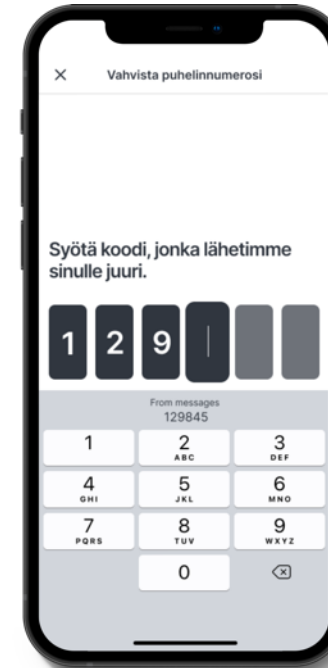 Vahvista puhelinnumerosi
Syötä koodi, jonka lähetimme
sinulle juuri.
1 2 9
From messages
129845
1 2 3
ABC DEF
4 5 6
GHI JKL MNO
7 8 9
PQRS TUV WXYZ
0